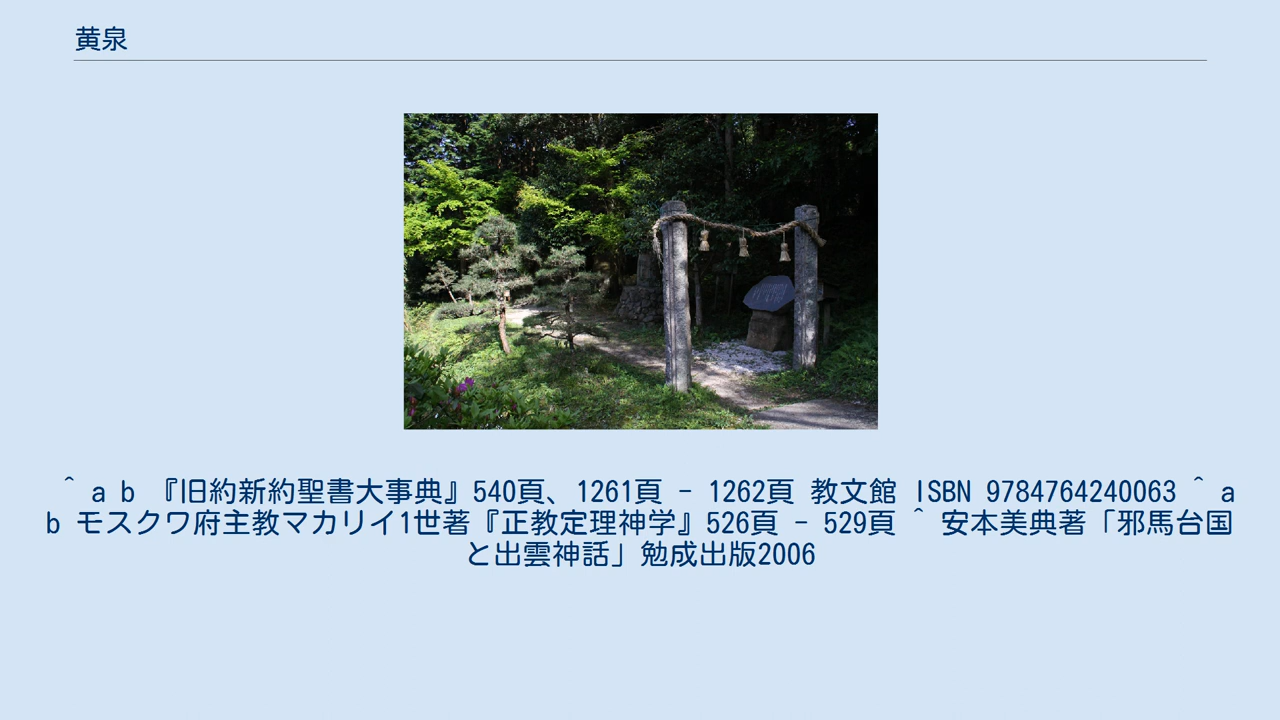 黄泉
^ a b 『旧約新約聖書大事典』540頁、1261頁 - 1262頁 教文館 ISBN 9784764240063 ^ a
b モスクワ府主教マカリイ1世著『正教定理神学』526頁 - 529頁 ^ 安本美典著「邪馬台国
と出雲神話」勉成出版2006